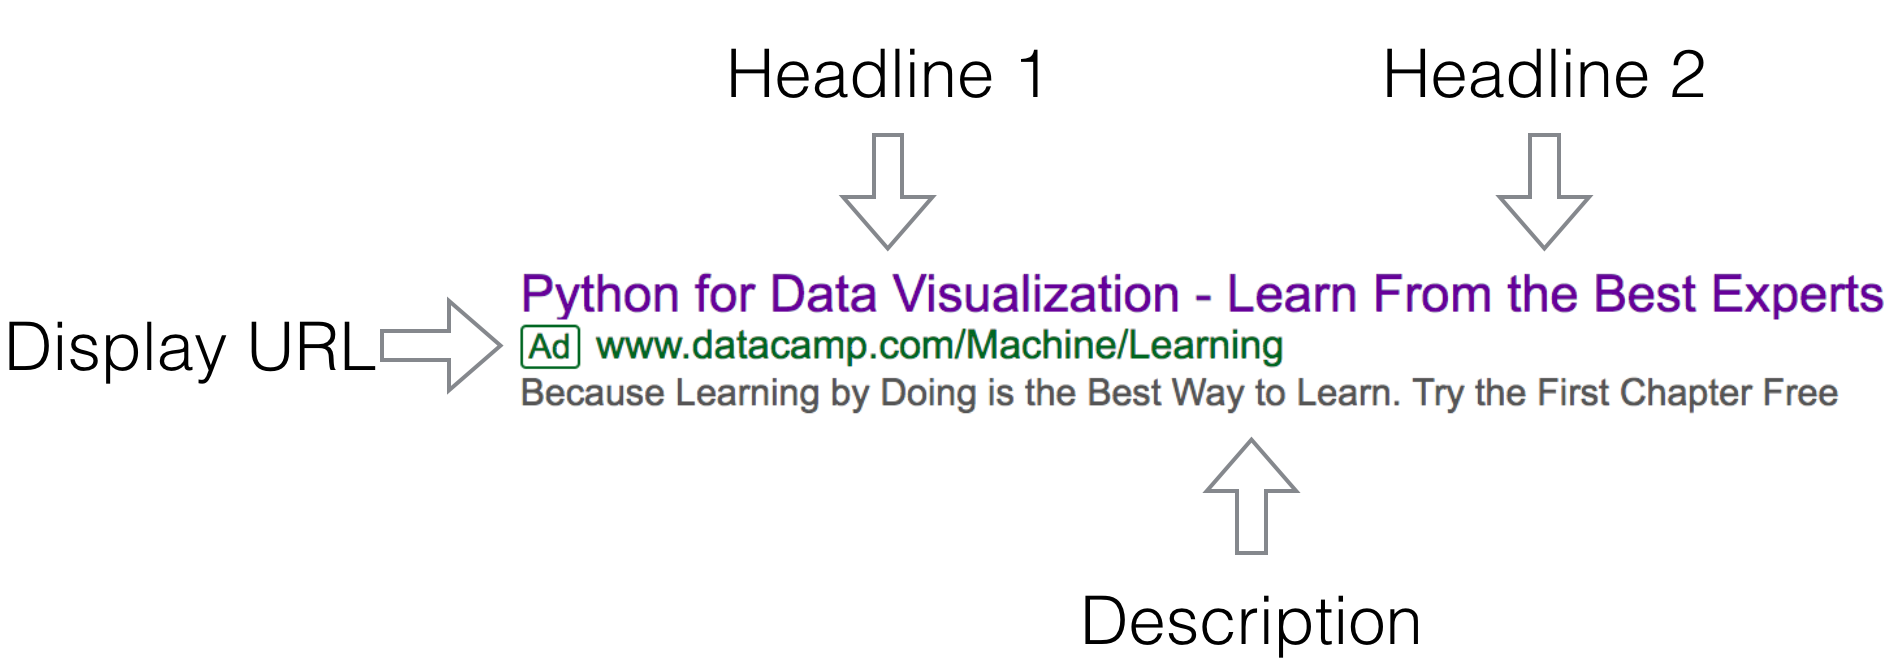 Headline 1
Headline 2
Display URL
Python for Data Visualization - Learn From the Best Experts
Ad www.datacamp.com/Machine/Learning
Because Learning by Doing is the Best Way to Learn. Try the First Chapter Free
Description